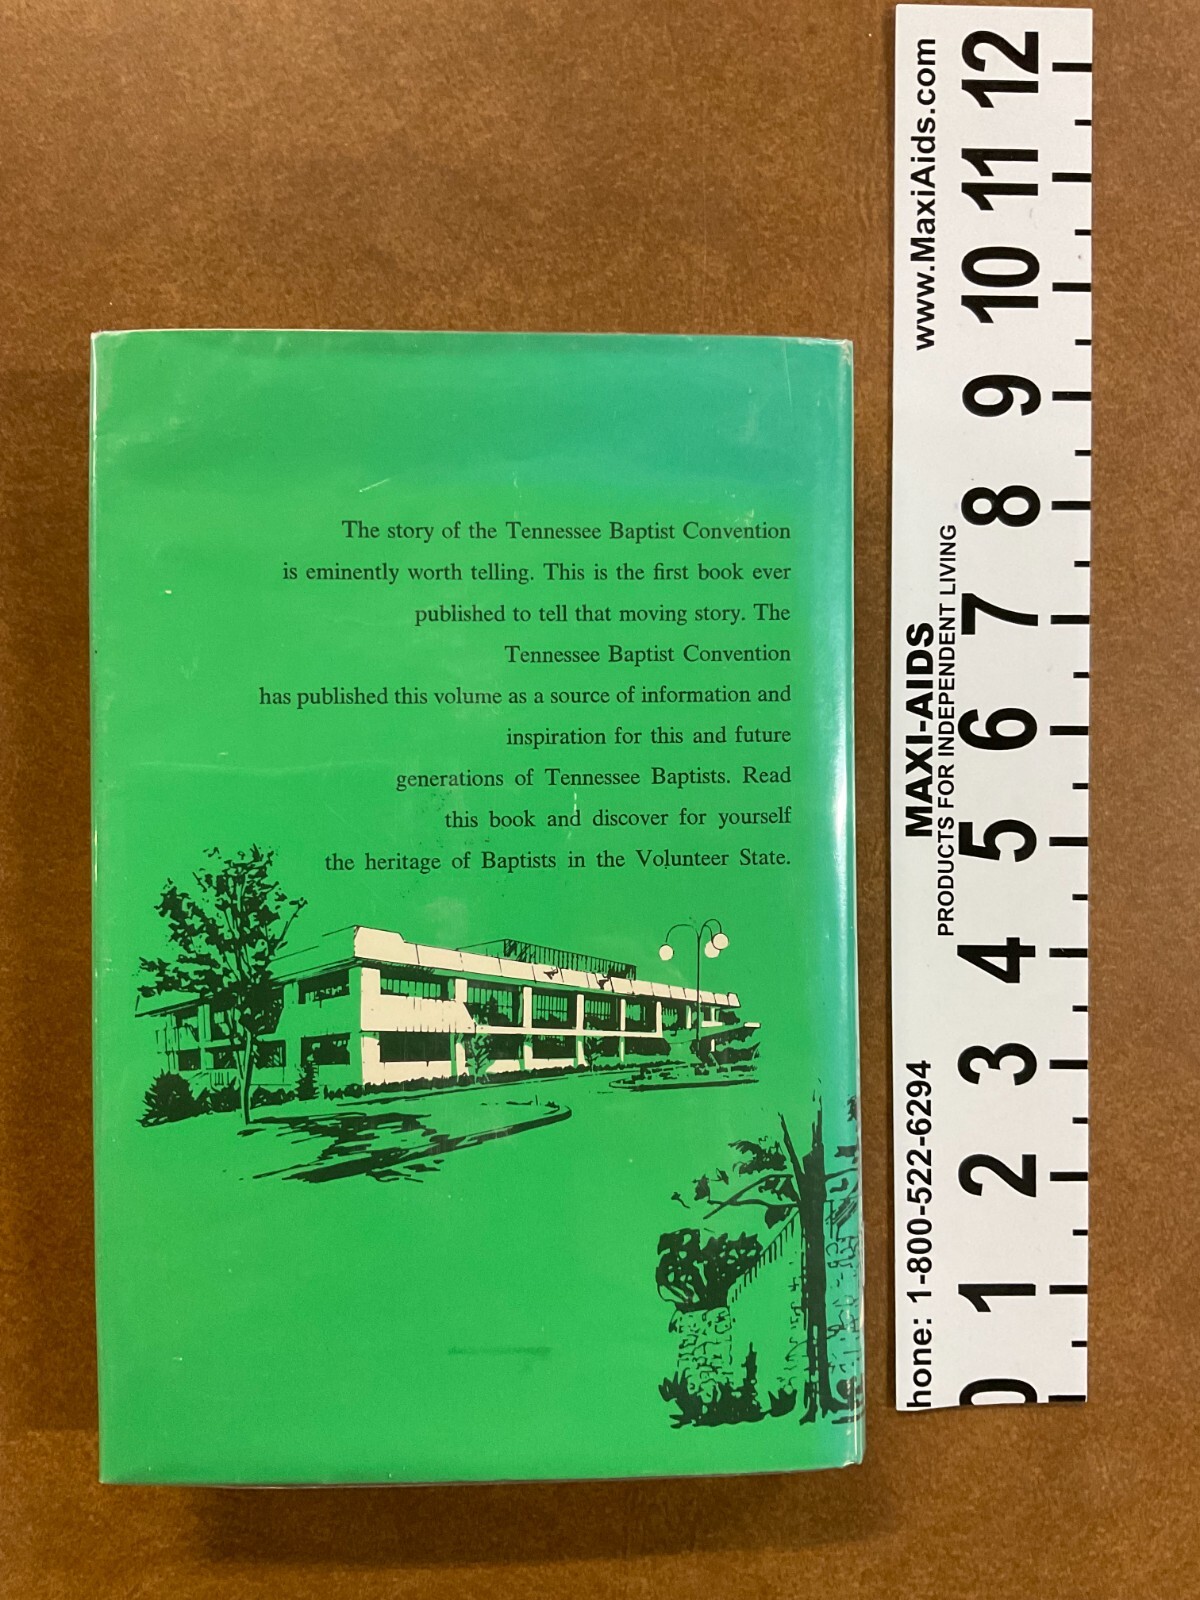 The story of the Tennessee Baptist Convention
is eminently worth telling. This is the first book ever
published to tell that moving story. The
Tennessee Baptist Convention
has published this volume as a source of information and
inspiration for this and future
generations of Tennessee Baptists. Read
this book and discover for yourself
the heritage of Baptists in the Volunteer State.
hone: 1-800-522-6294
MAXI-AIDS
PRODUCTS FOR INDEPENDENT LIVING
www.MaxiAids.com
0 1 2 3 4 5 6 7 8 9 10 11 12